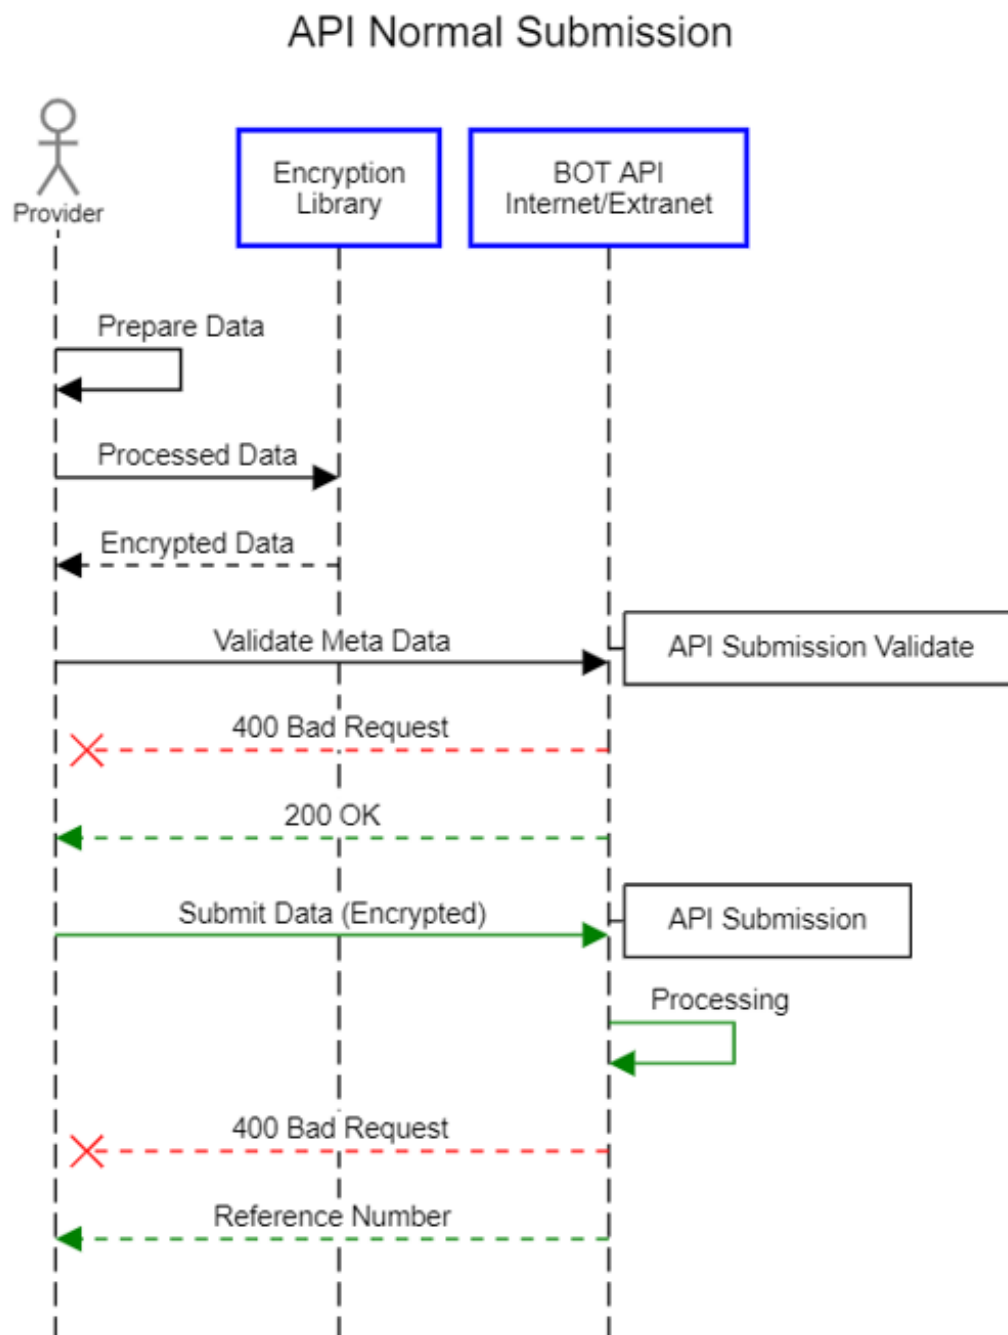 API Normal Submission
Provider
Encryption
Library
BOT API
Internet/Extranet
Prepare Data
Processed Data
Encrypted Data
Validate Meta Data
API Submission Validate
400 Bad Request
200 OK
Submit Data (Encrypted)
API Submission
Processing
400 Bad Request
Reference Number